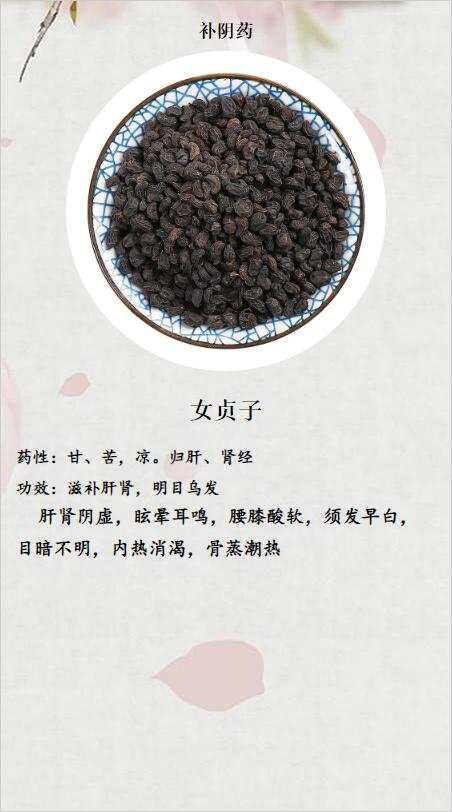 补阴药
女贞子
药性：甘、苦，凉。归肝、肾经
功效：滋补肝肾，明目乌发
肝肾阴虚，眩晕耳鸣，腰膝酸软，须发早白，
目暗不明，内热消渴，骨蒸潮热